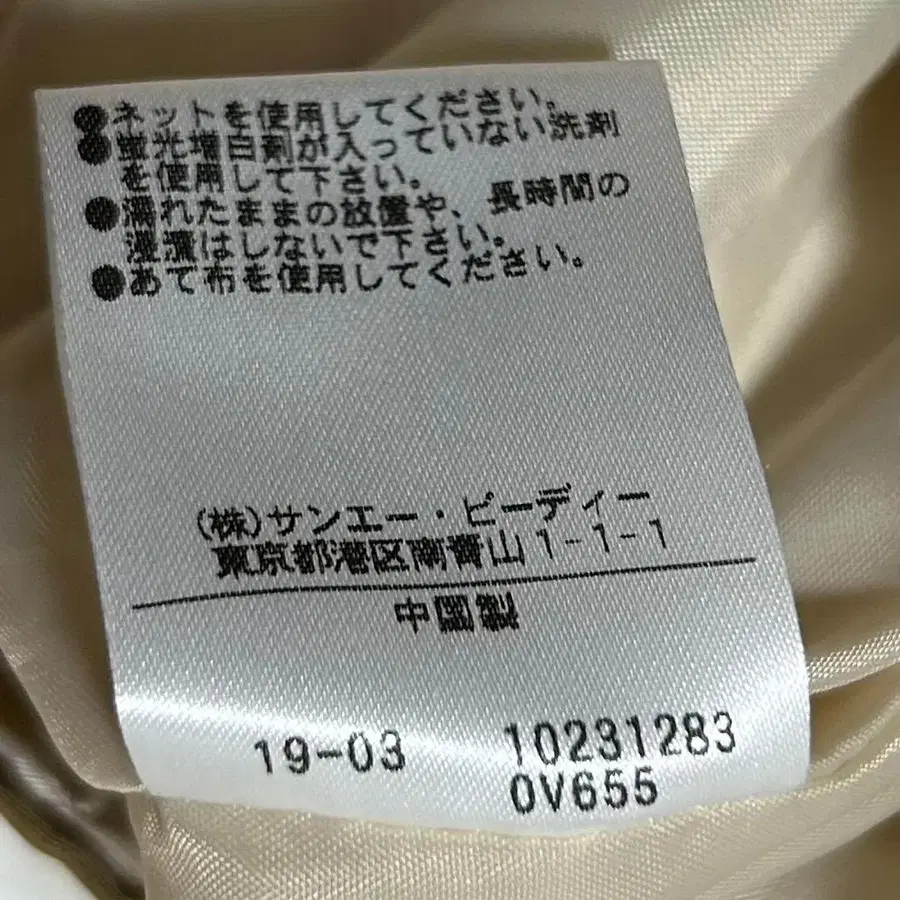 ●ネットを使用してください。
●蛍光増白剤が入っていない洗剤
を使用して下さい。
●濡れたままの放置や、長時間の
浸漬はしないで下さい。
●あて布を使用してください。
(株)サンエー・ビーディー
東京都港区南青山1-1-1
中国製
19-03 10231283
0V655